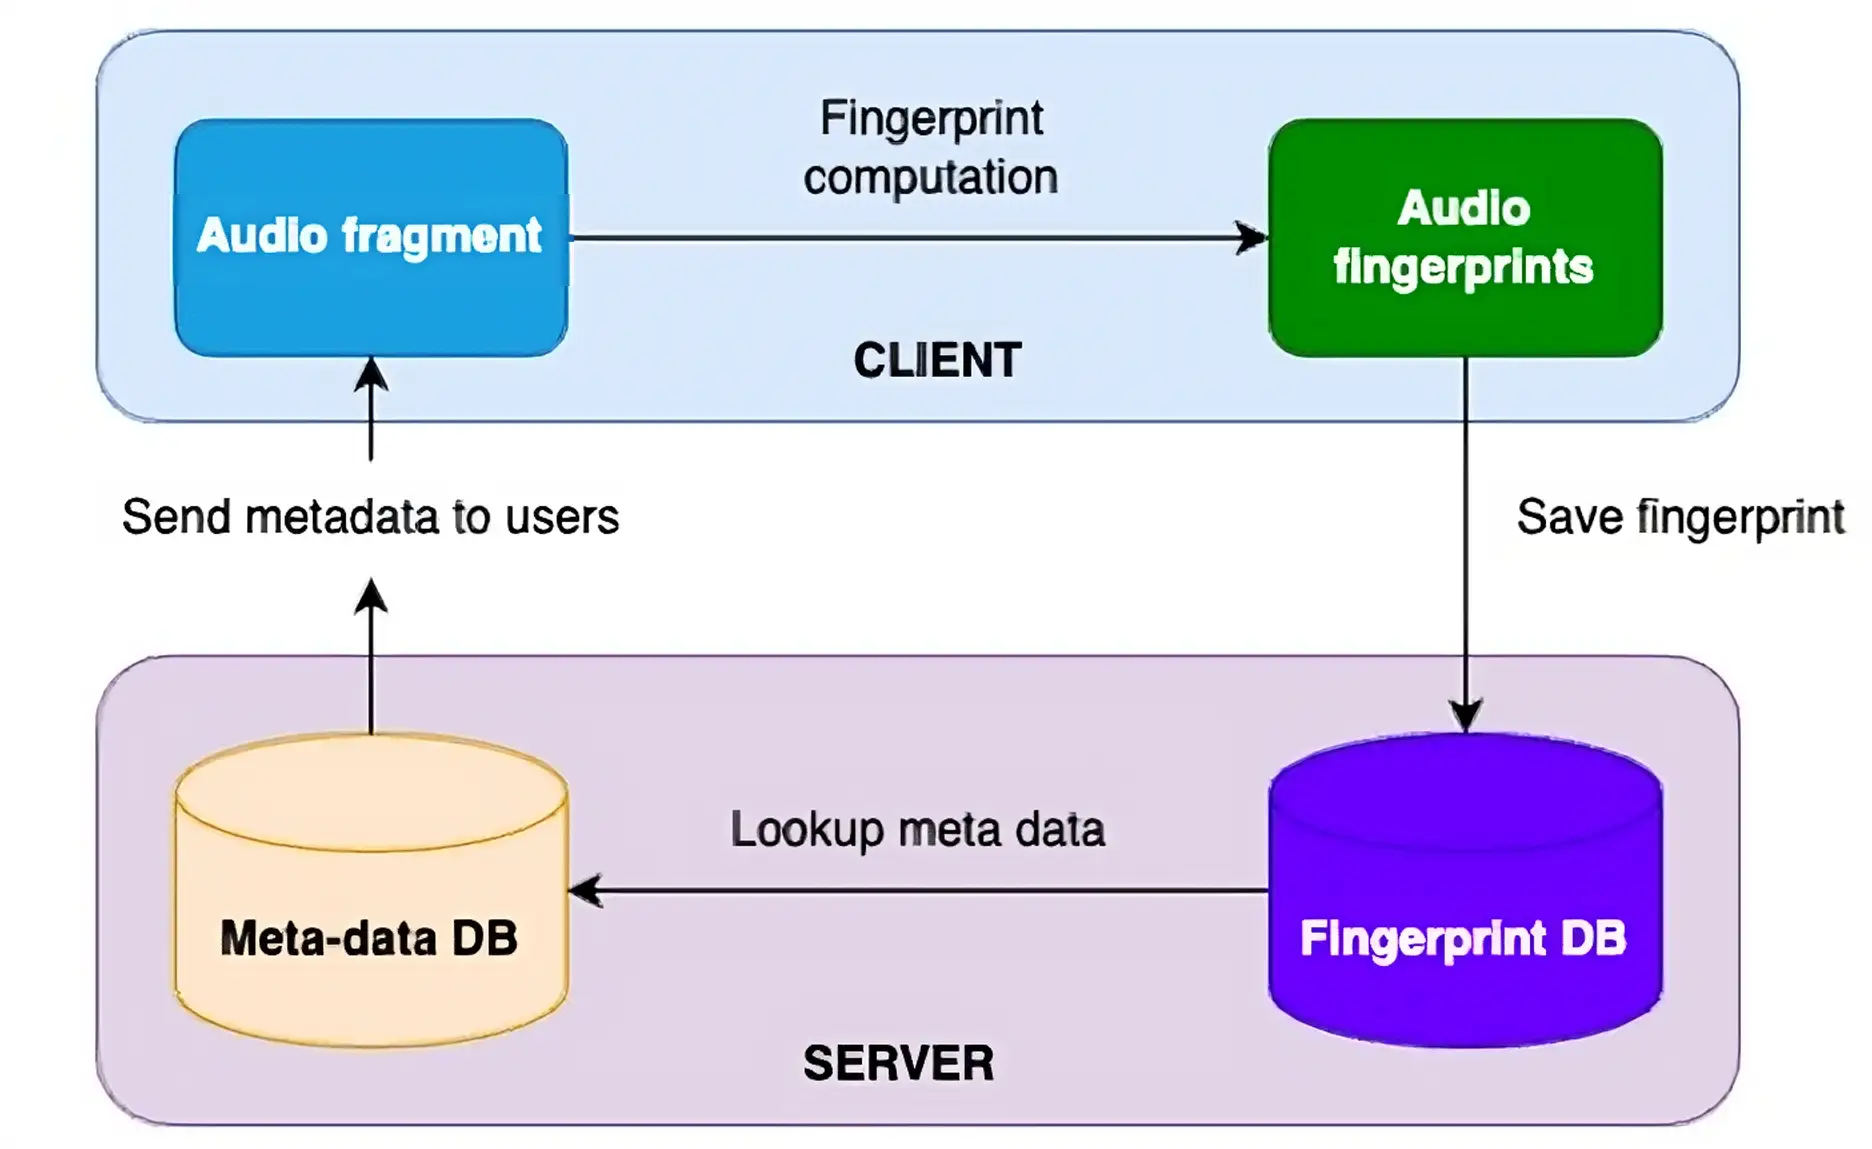 Fingerprint
computation
Audio fragment
Audio
fingerprints
CLIENT
Send metadata to users
Save fingerprint
Lookup meta data
Meta-data DB
Fingerprint DB
SERVER